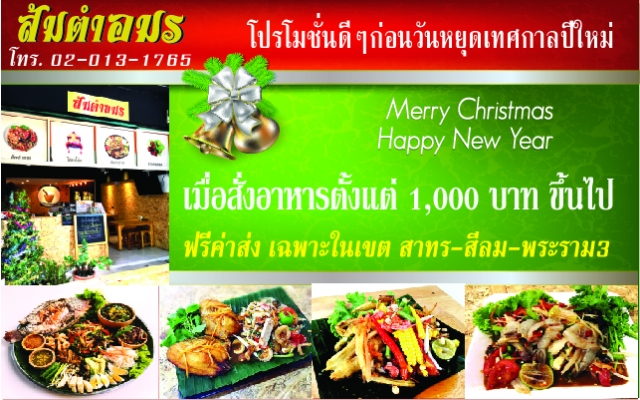 ส้มตำอมร
โทร. 02-013-1765
โปรโมชั่นดีๆก่อนวันหยุดเทศกาลปีใหม่
ส้มตำอมร
Merry Christmas
Happy New Year
เมื่อสั่งอาหารตั้งแต่ 1,000 บาท ขึ้นไป
ฟรีค่าส่ง เฉพาะในเขต สาทร-สีลม-พระราม3